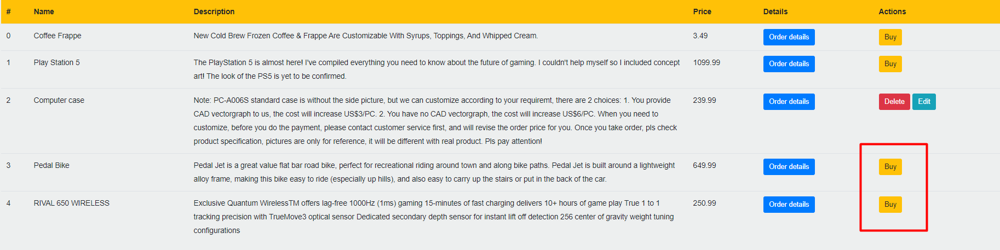 # Name Description Price Details Actions
0 Coffee Frappe New Cold Brew Frozen Coffee & Frappe Are Customizable With Syrups, Toppings, And Whipped Cream. 3.49 Order details Buy
1 Play Station 5 The PlayStation 5 is almost here! I've compiled everything you need to know about the future of gaming. I couldn't help myself so I included concept 1099.99 Order details Buy
art! The look of the PS5 is yet to be confirmed.
2 Computer case Note: PC-A006S standard case is without the side picture, but we can customize according to your requiremt, there are 2 choices: 1. You provide 239.99 Order details Delete Edit
CAD vectorgraph to us, the cost will increase US$3/PC. 2. You have no CAD vectorgraph, the cost will increase US$6/PC. When you need to
customize, before you do the payment, please contact customer service first, and will revise the order price for you. Once you take order, pls check
product specification, pictures are only for reference, it will be different with real product. Pls pay attention!
3 Pedal Bike Pedal Jet is a great value flat bar road bike, perfect for recreational riding around town and along bike paths. Pedal Jet is built around a lightweight 649.99 Order details Buy
alloy frame, making this bike easy to ride (especially up hills), and also easy to carry up the stairs or put in the back of the car.
4 RIVAL 650 WIRELESS Exclusive Quantum WirelessTM offers lag-free 1000Hz (1ms) gaming 15-minutes of fast charging delivers 10+ hours of game play True 1 to 1 250.99 Order details Buy
tracking precision with TrueMove3 optical sensor Dedicated secondary depth sensor for instant lift off detection 256 center of gravity weight tuning
configurations